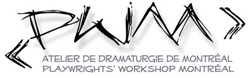 PWM
ATELIER DE DRAMATURGIE DE MONTRÉAL
PLAYWRIGHTS' WORKSHOP MONTRÉAL